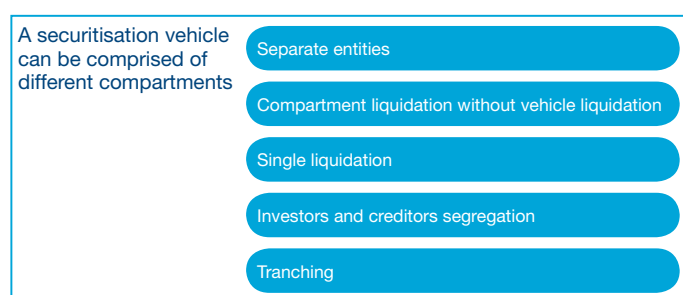 A securitisation vehicle
can be comprised of
different compartments
Separate entities
Compartment liquidation without vehicle liquidation
Single liquidation
Investors and creditors segregation
Tranching